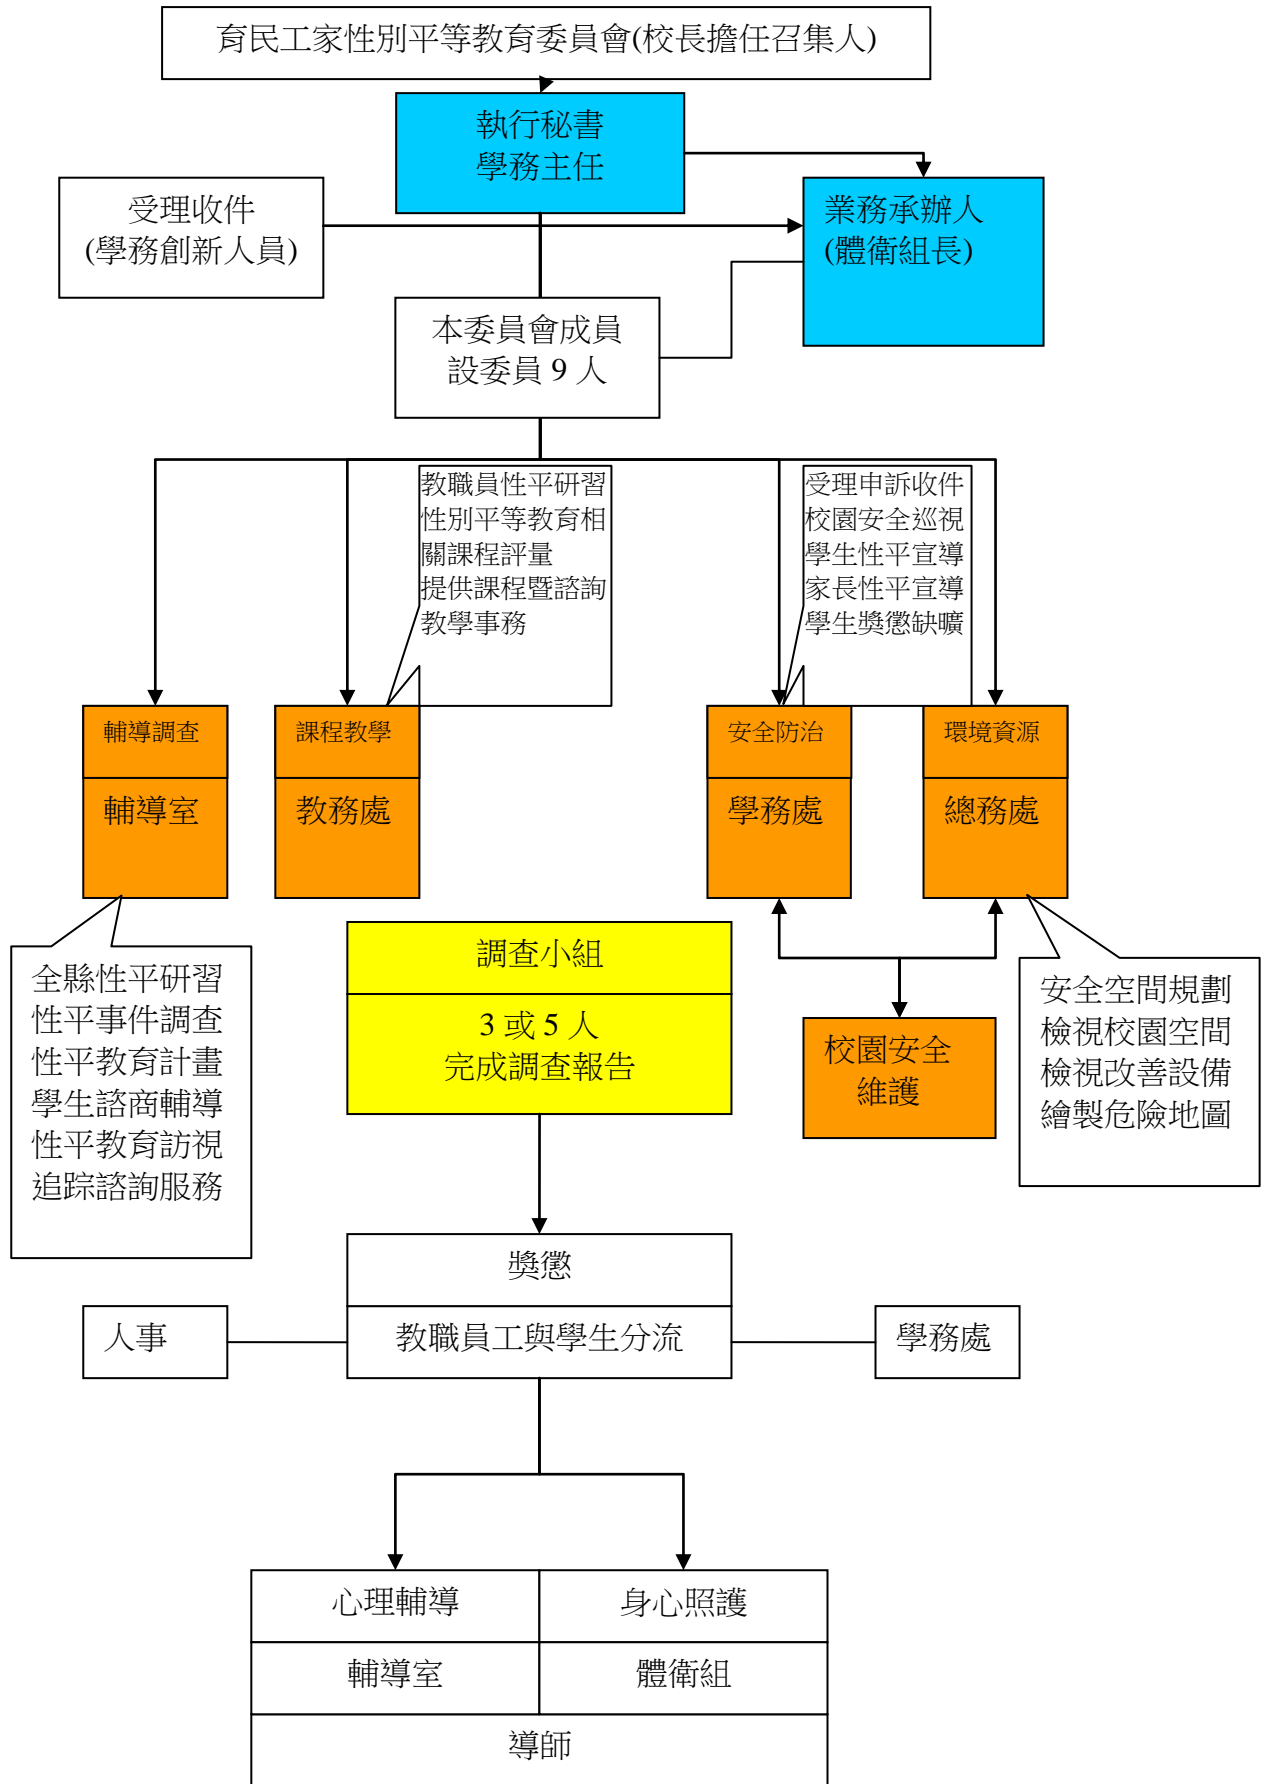 育民工家性別平等教育委員會(校長擔任召集人)
執行秘書
學務主任
受理收件
(學務創新人員)
業務承辦人
(體衛組長)
本委員會成員
設委員 9 人
教職員性平研習
性別平等教育相
關課程評量
提供課程暨諮詢
教學事務
受理申訴收件
校園安全巡視
學生性平宣導
家長性平宣導
學生獎懲缺曠
輔導調查
輔導室
課程教學
教務處
安全防治
學務處
環境資源
總務處
全縣性平研習
性平事件調查
性平教育計畫
學生諮商輔導
性平教育訪視
追踪諮詢服務
調查小組
3 或 5 人
完成調查報告
校園安全
維護
安全空間規劃
檢視校園空間
檢視改善設備
繪製危險地圖
獎懲
人事
教職員工與學生分流
學務處
心理輔導
身心照護
輔導室
體衛組
導師